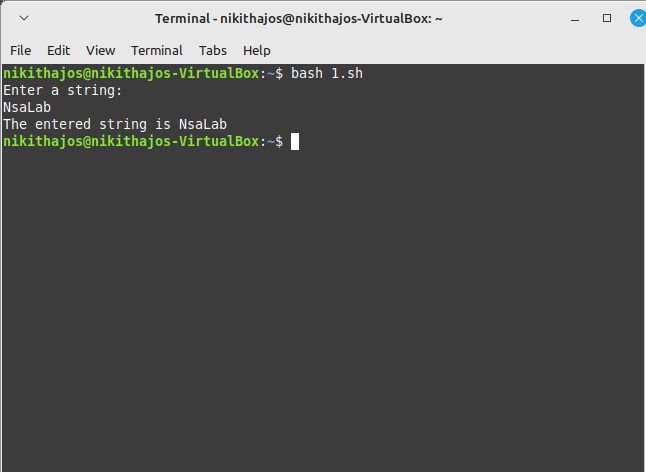 Terminal - nikithajos@nikithajos-VirtualBox: ~
File Edit View Terminal Tabs Help
nikithajos@nikithajos-VirtualBox:~$ bash 1.sh
Enter a string:
NsaLab
The entered string is NsaLab
nikithajos@nikithajos-VirtualBox:~$